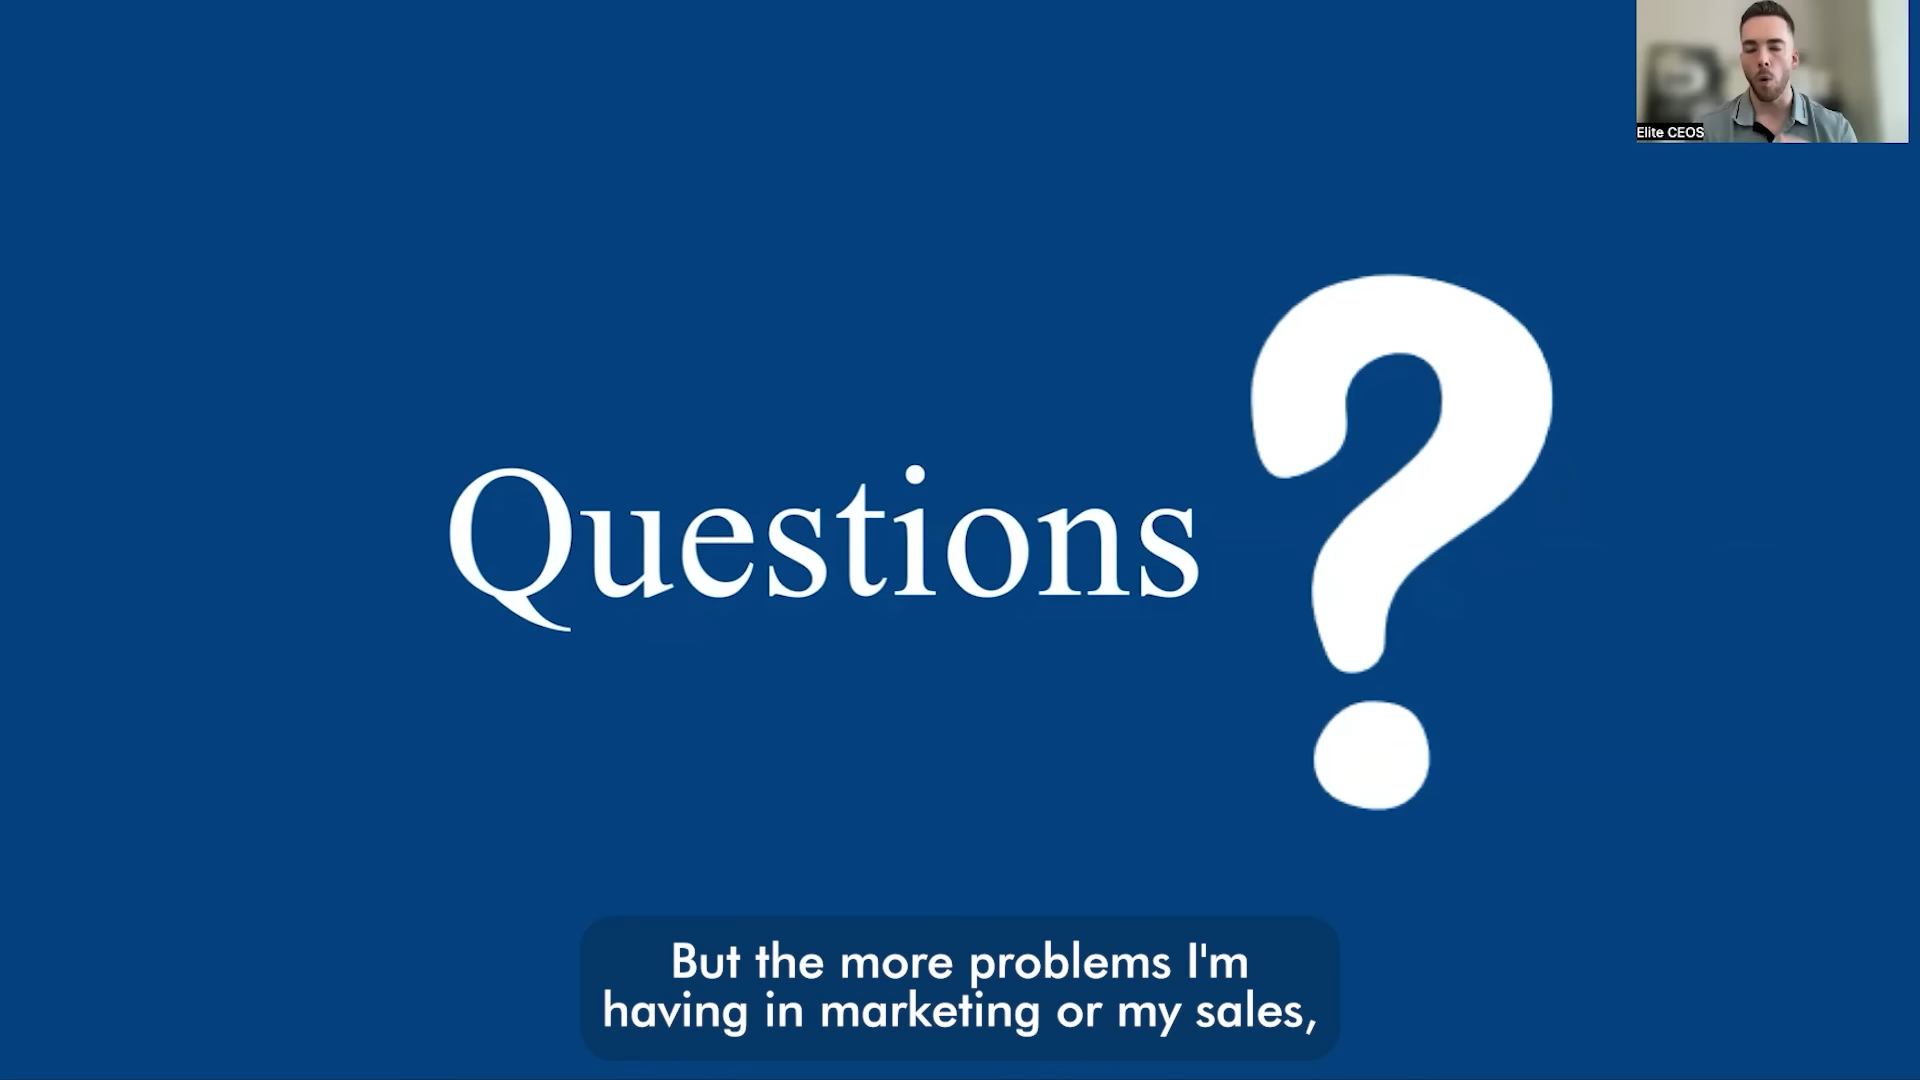 Elite CEOS
Questions ?
But the more problems I'm
having in marketing or my sales,